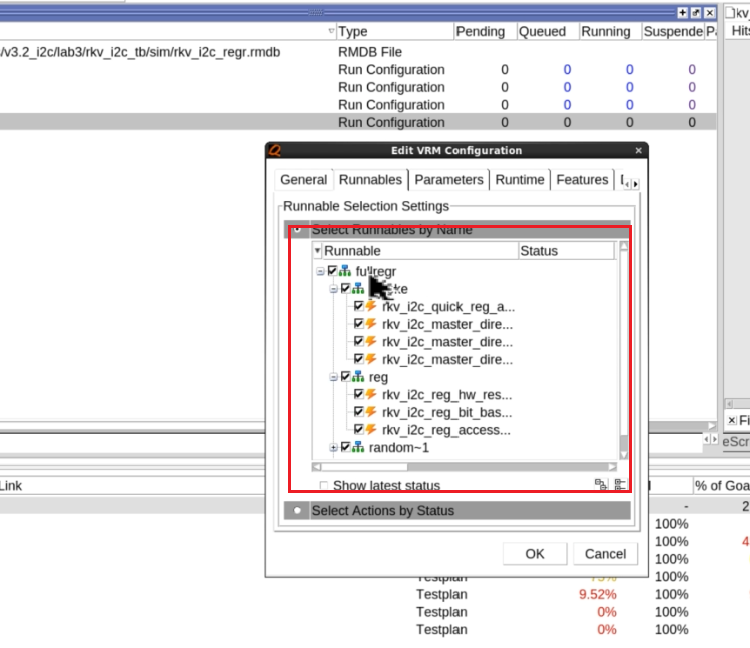 kv_
Type Pending Queued Running Suspende P
Hit
/v3.2_i2c/lab3/rkv_i2c_tb/sim/rkv_i2c_regr.rmdb RMDB File
Run Configuration 0 0 0 0
Run Configuration 0 0 0 0
Run Configuration 0 0 0 0
Run Configuration 0 0 0 0
Edit VRM Configuration
General Runnables Parameters Runtime Features
Runnable Selection Settings
Select Runnables by Name
Runnable Status
fullregr
ke
rkv_i2c_quick_reg_a...
rkv_i2c_master_dire...
rkv_i2c_master_dire...
rkv_i2c_master_dire...
reg
rkv_i2c_reg_hw_res...
rkv_i2c_reg_bit_bas...
rkv_i2c_reg_access...
random~1
Fi
eScr
Show latest status
Select Actions by Status
OK Cancel
Link % of Goa
- 2
100%
100% 4
100%
Testplan 75% 100%
Testplan 9.52% 100%
Testplan 0% 100%
Testplan 0% 100%